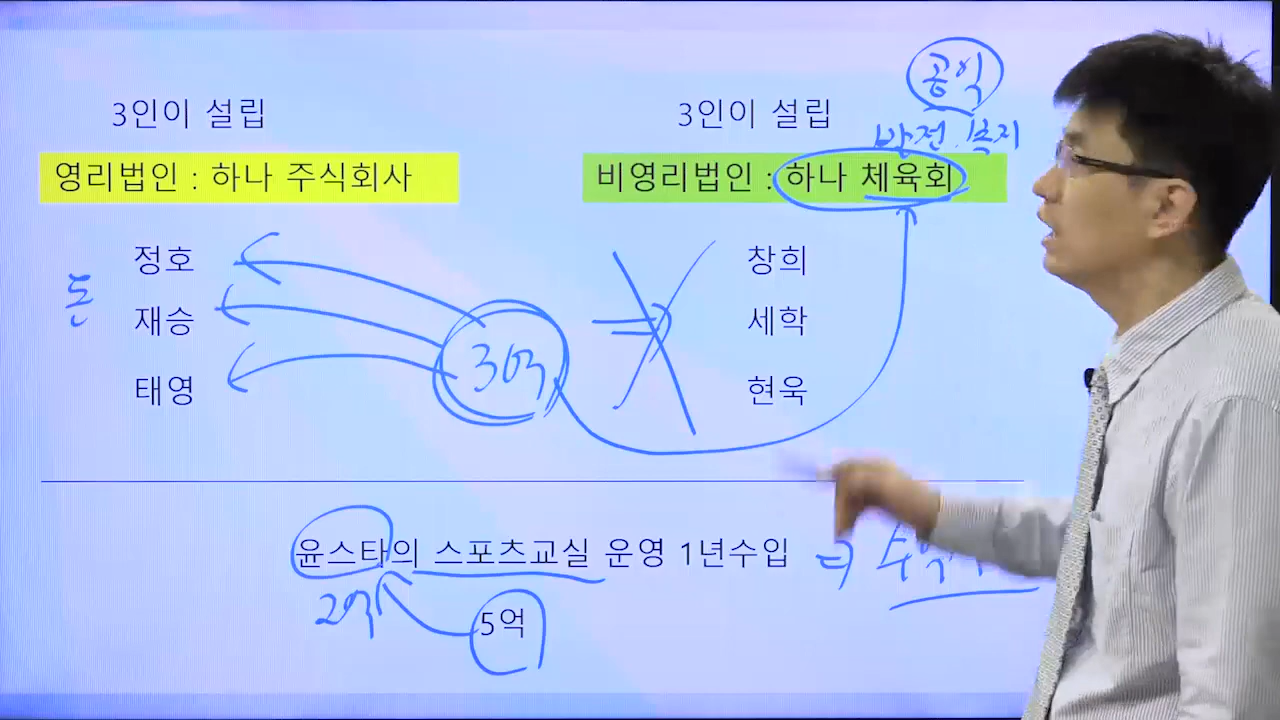 공익
3인이 설립
3인이 설립
발전·복지
영리법인 : 하나 주식회사
비영리법인 : 하나 체육회
정호
창희
돈
재승
세학
3억
태영
현욱
윤스타의 스포츠교실 운영 1년수입
2억
5억